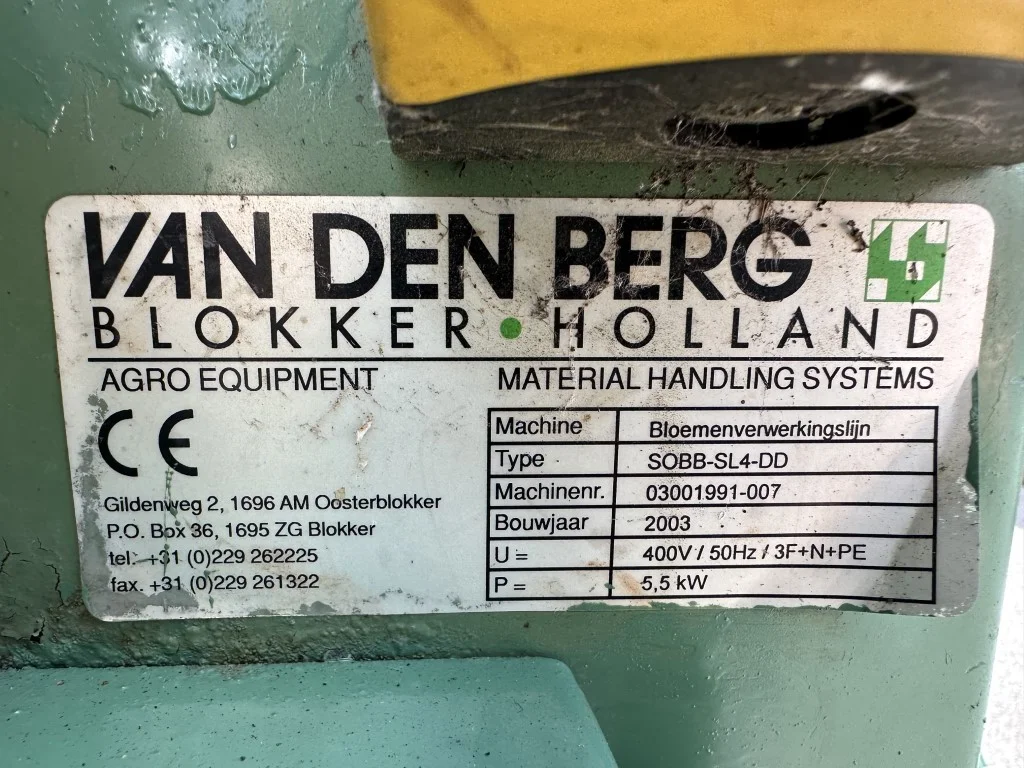 VAN DEN BERG
BLOKKER • HOLLAND
AGRO EQUIPMENT
MATERIAL HANDLING SYSTEMS
CE
Gildenweg 2, 1696 AM Oosterblokker
P.O. Box 36, 1695 ZG Blokker
tel: +31 (0)229 262225
fax. +31 (0)229 261322
Machine Bloemenverwerkingslijn
Type SOBB-SL4-DD
Machinenr. 03001991-007
Bouwjaar 2003
U = 400V / 50Hz / 3F+N+PE
P = 5,5 kW